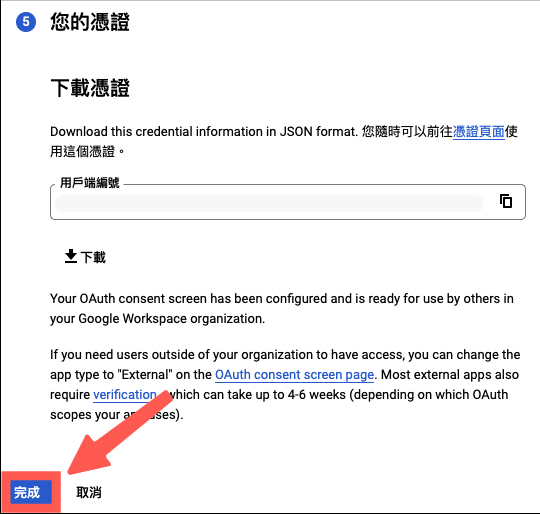 5 您的憑證
下載憑證
Download this credential information in JSON format. 您隨時可以前往憑證頁面使
用這個憑證。
用戶端編號
下載
Your OAuth consent screen has been configured and is ready for use by others in
your Google Workspace organization.
If you need users outside of your organization to have access, you can change the
app type to "External" on the OAuth consent screen page. Most external apps also
require verification, which can take up to 4-6 weeks (depending on which OAuth
scopes your app uses).
完成 取消